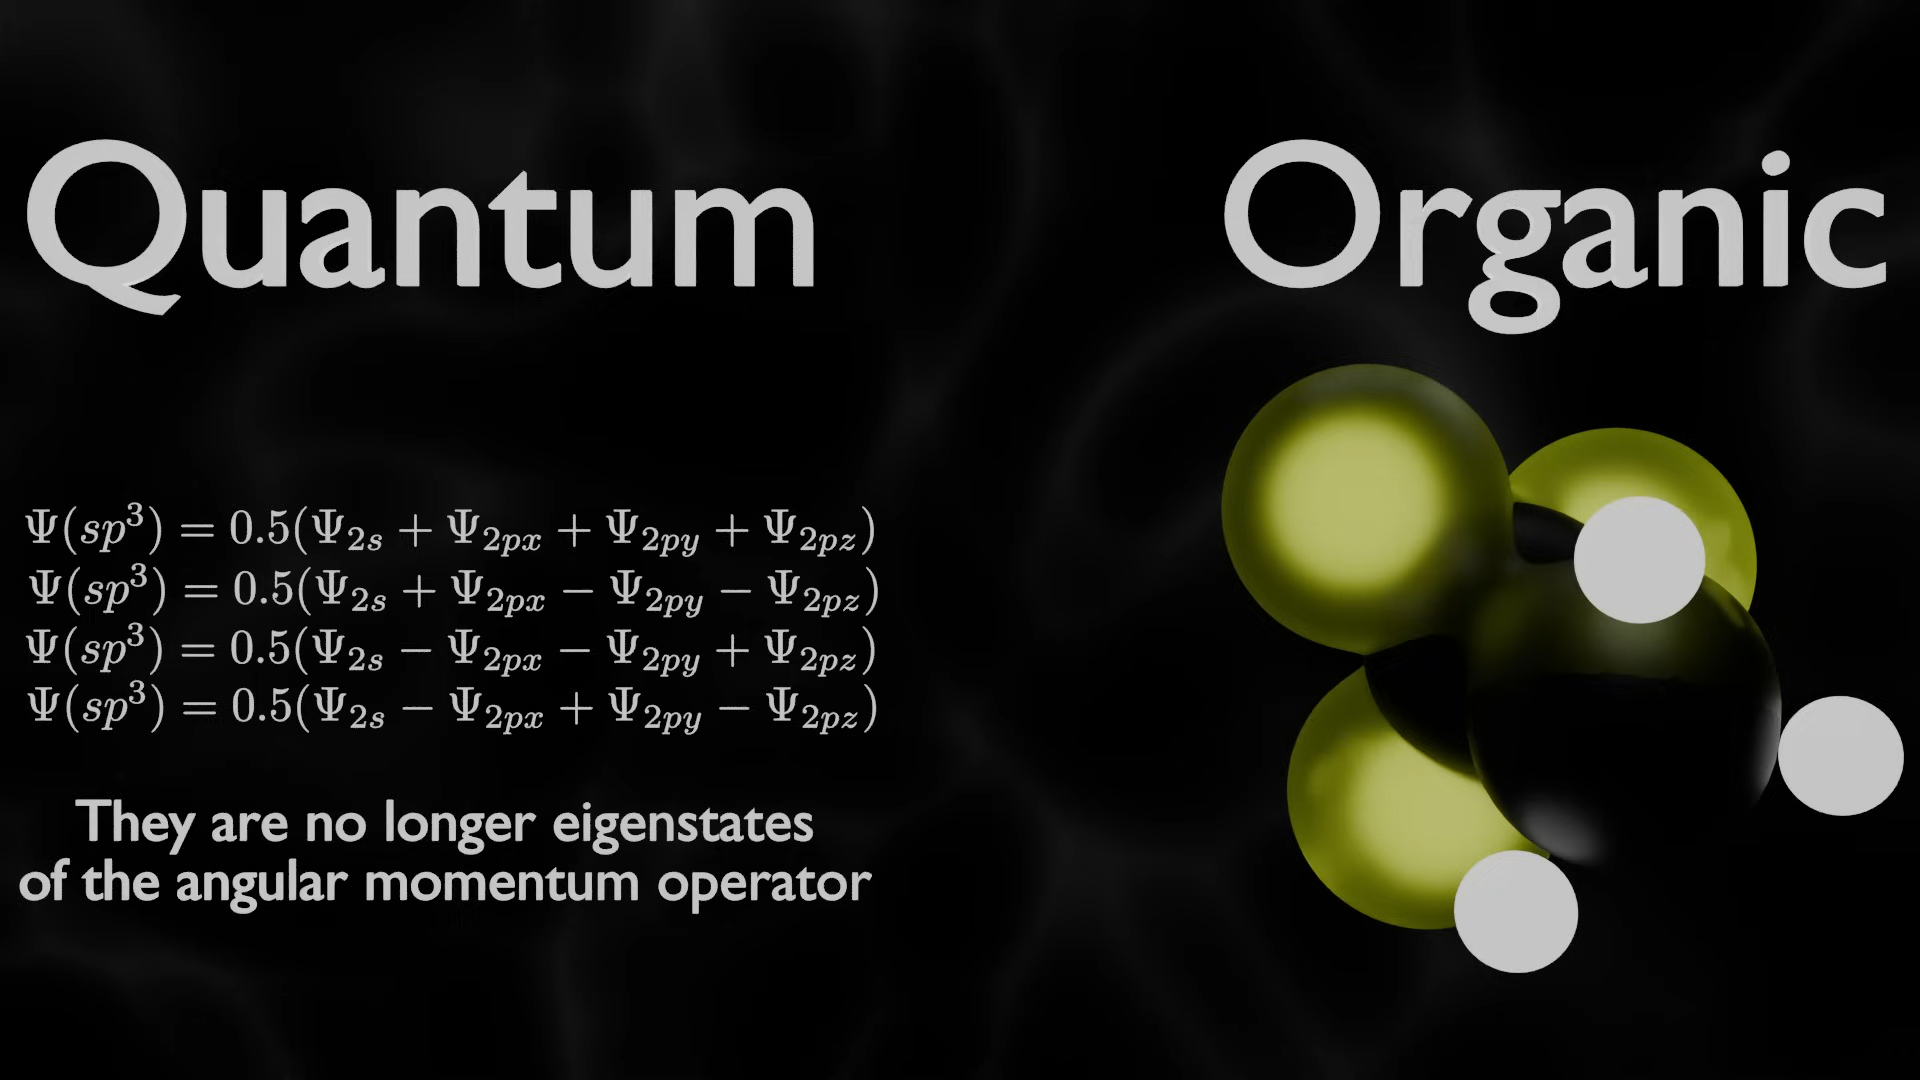 Quantum
Organic
Ψ(sp³) = 0.5(Ψ₂ₛ + Ψ₂ₚₓ + Ψ₂ₚᵧ + Ψ₂ₚz)
Ψ(sp³) = 0.5(Ψ₂ₛ + Ψ₂ₚₓ − Ψ₂ₚᵧ − Ψ₂ₚz)
Ψ(sp³) = 0.5(Ψ₂ₛ − Ψ₂ₚₓ − Ψ₂ₚᵧ + Ψ₂ₚz)
Ψ(sp³) = 0.5(Ψ₂ₛ − Ψ₂ₚₓ + Ψ₂ₚᵧ − Ψ₂ₚz)
They are no longer eigenstates
of the angular momentum operator